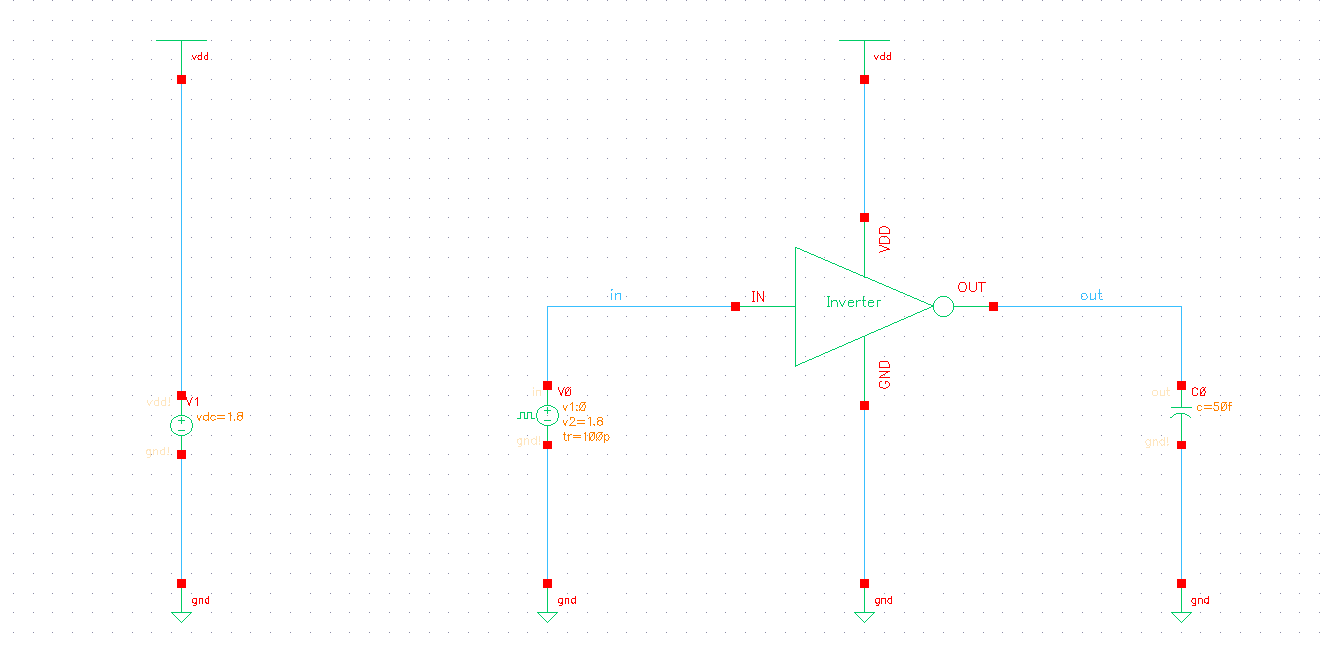 vdd
vdd
VDD
in
IN
Inverter
OUT
out
GND
vdd!
V1
vdc=1.8
gnd!
in
V0
v1:0
v2=1.8
tr=100p
gnd!
out
C0
c=50f
gnd!
gnd
gnd
gnd
gnd